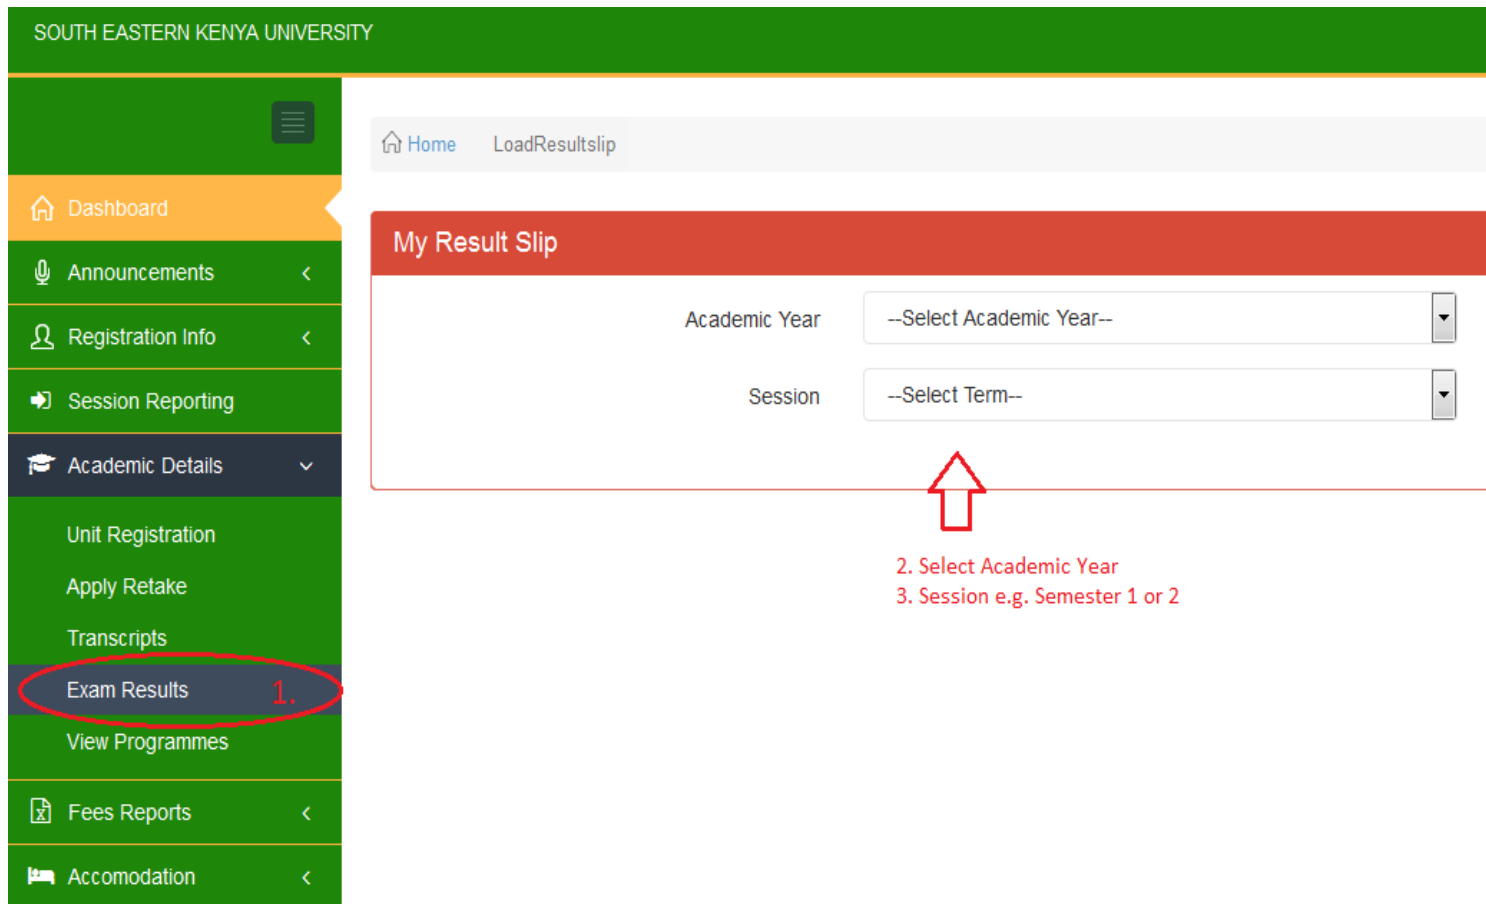 SOUTH EASTERN KENYA UNIVERSITY
Home LoadResultslip
Dashboard
Announcements
Registration Info
Session Reporting
Academic Details
Unit Registration
Apply Retake
Transcripts
Exam Results 1.
View Programmes
Fees Reports
Accomodation
My Result Slip
Academic Year --Select Academic Year--
Session --Select Term--
2. Select Academic Year
3. Session e.g. Semester 1 or 2